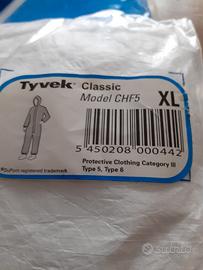 Tyvek® Classic
Model CHF5
XL
5 450208 000442
Protective Clothing Category III
Type 5, Type 6
®DuPont registered trademark